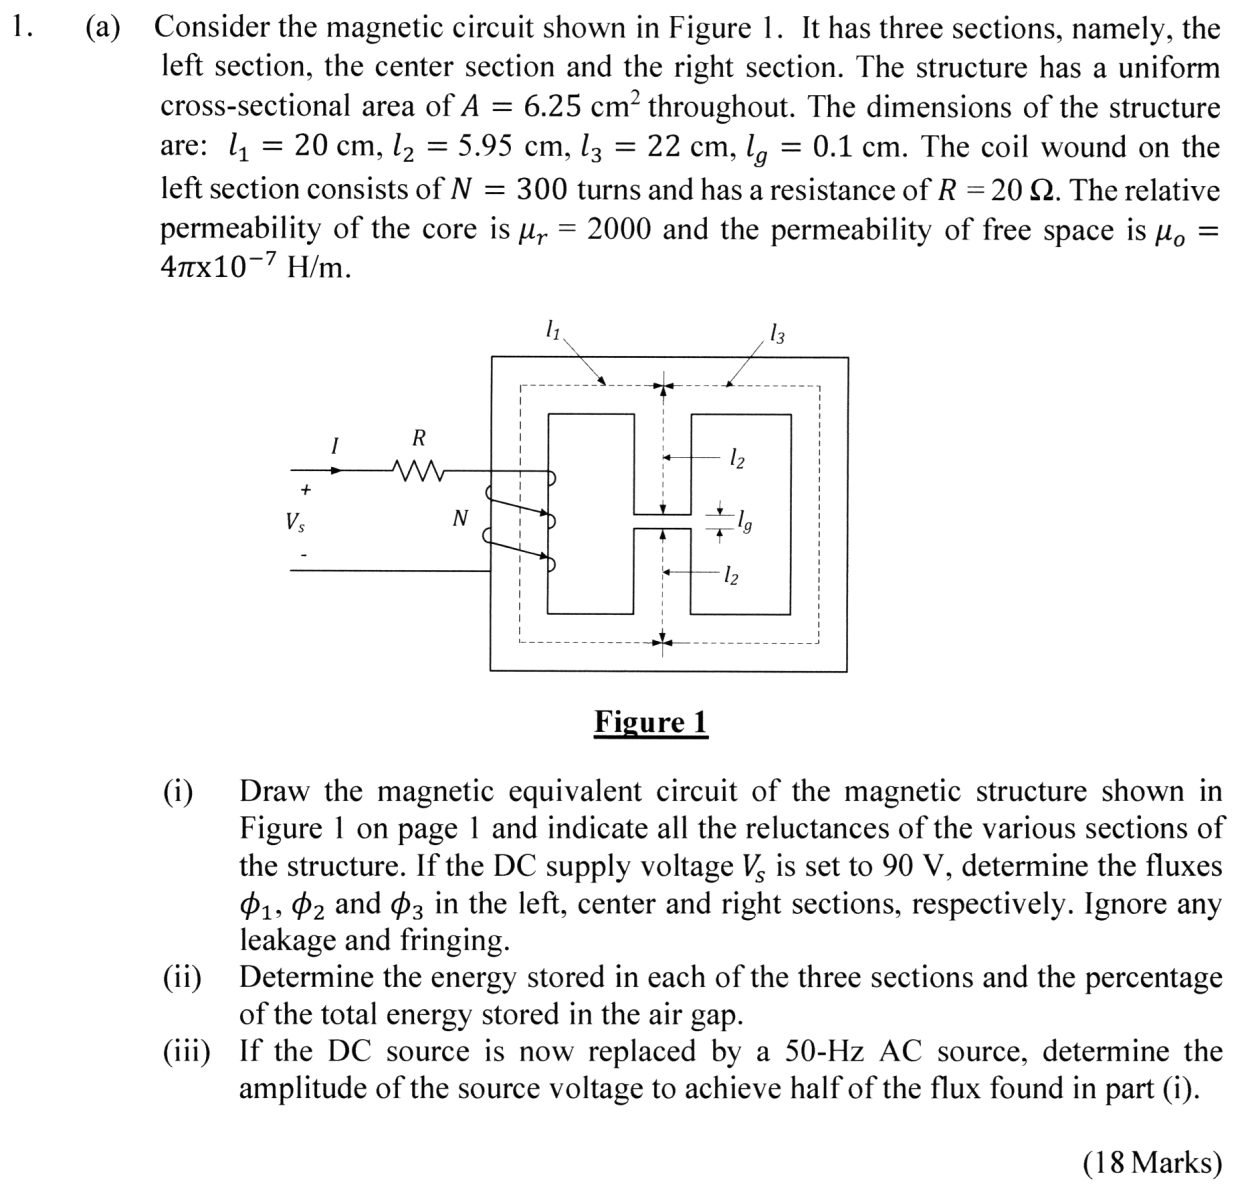 1. (a) Consider the magnetic circuit shown in Figure 1. It has three sections, namely, the
left section, the center section and the right section. The structure has a uniform
cross-sectional area of A = 6.25 cm² throughout. The dimensions of the structure
are: l₁ = 20 cm, l₂ = 5.95 cm, l₃ = 22 cm, l_g = 0.1 cm. The coil wound on the
left section consists of N = 300 turns and has a resistance of R = 20 Ω. The relative
permeability of the core is μᵣ = 2000 and the permeability of free space is μₒ =
4πx10⁻⁷ H/m.
l₁
l₃
I
R
l₂
+
Vₛ
N
l_g
-
l₂
Figure 1
(i) Draw the magnetic equivalent circuit of the magnetic structure shown in
Figure 1 on page 1 and indicate all the reluctances of the various sections of
the structure. If the DC supply voltage Vₛ is set to 90 V, determine the fluxes
ϕ₁, ϕ₂ and ϕ₃ in the left, center and right sections, respectively. Ignore any
leakage and fringing.
(ii) Determine the energy stored in each of the three sections and the percentage
of the total energy stored in the air gap.
(iii) If the DC source is now replaced by a 50-Hz AC source, determine the
amplitude of the source voltage to achieve half of the flux found in part (i).
(18 Marks)